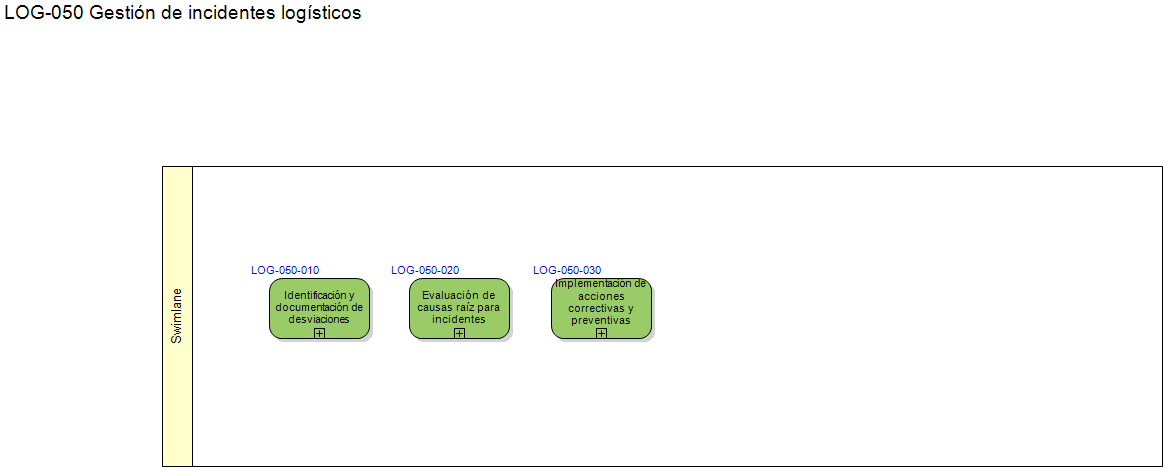 LOG-050 Gestión de incidentes logísticos
Swimlane
LOG-050-010
Identificación y
documentación de
desviaciones
LOG-050-020
Evaluación de
causas raíz para
incidentes
LOG-050-030
Implementación de
acciones
correctivas y
preventivas